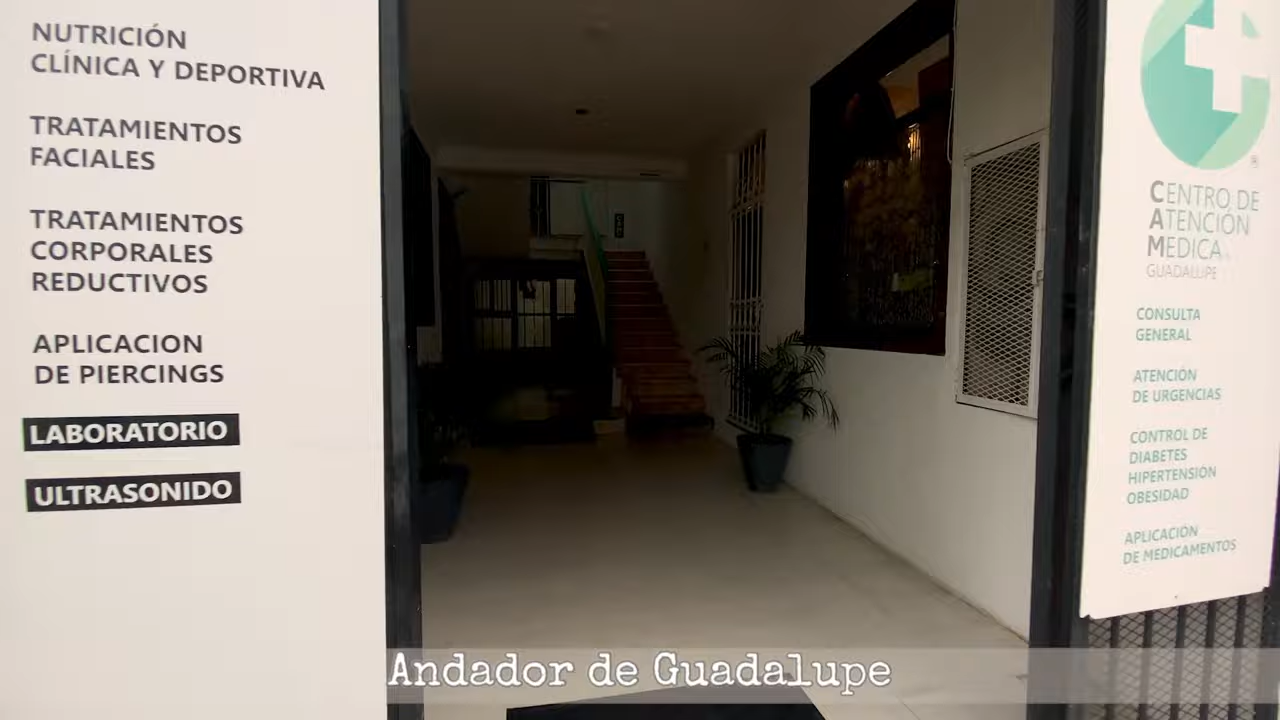 NUTRICIÓN
CLÍNICA Y DEPORTIVA
TRATAMIENTOS
FACIALES
TRATAMIENTOS
CORPORALES
REDUCTIVOS
APLICACION
DE PIERCINGS
LABORATORIO
ULTRASONIDO
CENTRO DE
ATENCIÓN
MEDICA
GUADALUPE
CONSULTA
GENERAL
ATENCIÓN
DE URGENCIAS
CONTROL DE
DIABETES
HIPERTENSION
OBESIDAD
APLICACIÓN
DE MEDICAMENTOS
Andador de Guadalupe